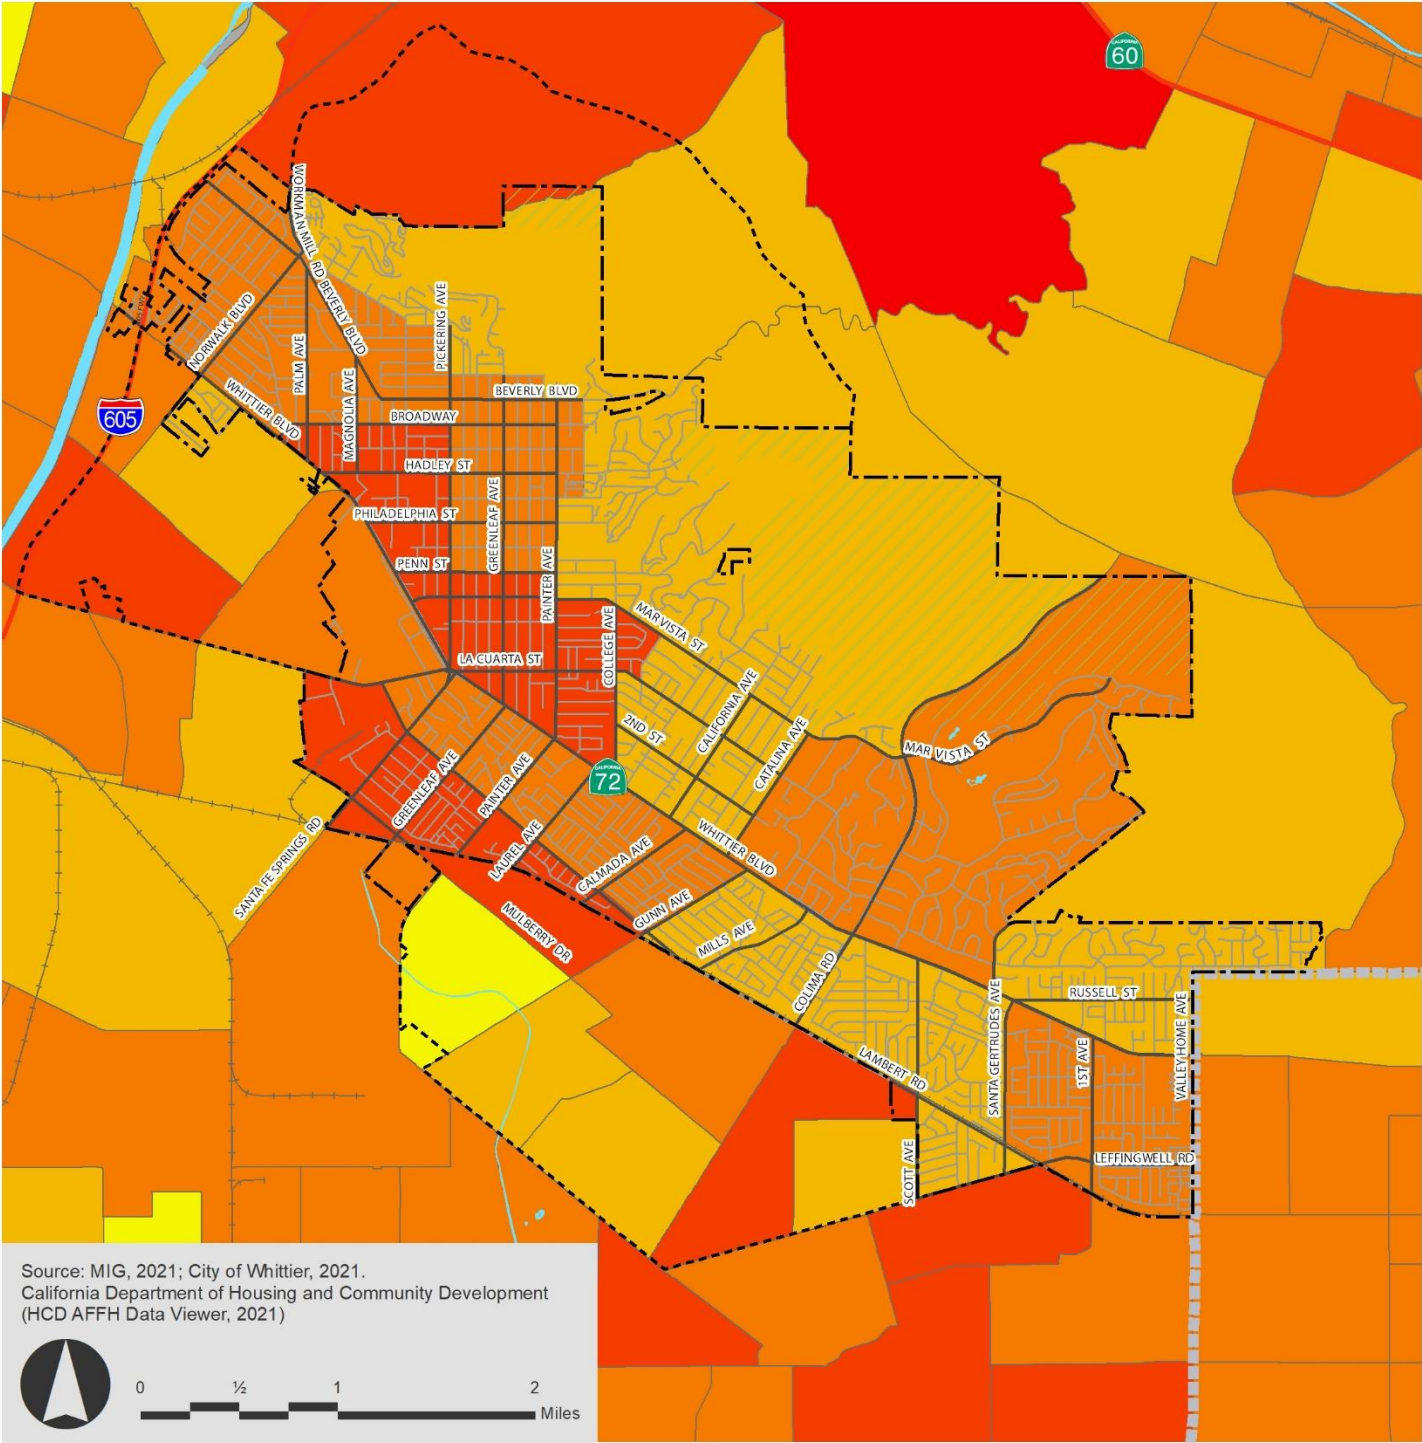 CALIFORNIA
60
WORKMAN MILL RD
NORWALK BLVD
BEVERLY BLVD
PICKERING AVE
PALM AVE
MAGNOLIA AVE
605
WHITTIER BLVD
BEVERLY BLVD
BROADWAY
HADLEY ST
PHILADELPHIA ST
GREENLEAF AVE
PENN ST
PAINTER AVE
COLLEGE AVE
MAR VISTA ST
LA CUARTA ST
2ND ST
CALIFORNIA AVE
CATALINA AVE
MAR VISTA ST
CALIFORNIA
72
GREENLEAF AVE
PAINTER AVE
LAUREL AVE
SANTA FE SPRINGS RD
CALMADA AVE
WHITTIER BLVD
GUNN AVE
MULBERRY DR
MILLS AVE
COLIMA RD
SANTA GERTRUDES AVE
RUSSELL ST
VALLEY HOME AVE
1ST AVE
LAMBERT RD
SCOTT AVE
LEFFINGWELL RD
Source: MIG, 2021; City of Whittier, 2021.
California Department of Housing and Community Development
(HCD AFFH Data Viewer, 2021)
0 ½ 1 2
Miles